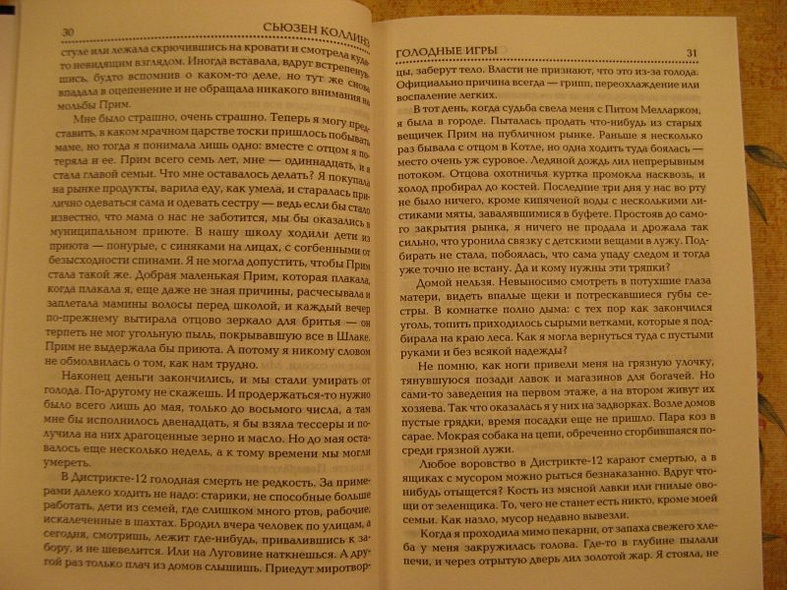 30
СЬЮЗЕН КОЛЛИНЗ
стуле или лежала скрючившись на кровати и смотрела куда-
то невидящим взглядом. Иногда вставала, вдруг встрепенув-
шись, будто вспомнив о каком-то деле, но тут же снова
впадала в оцепенение и не обращала никакого внимания на
мольбы Прим.
Мне было страшно, очень страшно. Теперь я могу пред-
ставить, в каком мрачном царстве тоски пришлось побывать
маме, но тогда я понимала лишь одно: вместе с отцом я по-
теряла и ее. Прим всего семь лет, мне — одиннадцать, и я
стала главой семьи. Что мне оставалось делать? Я покупала
на рынке продукты, варила еду, как умела, и старалась при-
лично одеваться сама и одевать сестру — ведь если бы стало
известно, что мама о нас не заботится, мы бы оказались в
муниципальном приюте. В нашу школу ходили дети из
приюта — понурые, с синяками на лицах, с согбенными от
безысходности спинами. Я не могла допустить, чтобы Прим
стала такой же. Добрая маленькая Прим, которая плакала,
когда плакала я, еще даже не зная причины, расчесывала и
заплетала мамины волосы перед школой, и каждый вечер
по-прежнему вытирала отцово зеркало для бритья — он
терпеть не мог угольную пыль, покрывавшую все в Шлаке.
Прим не выдержала бы приюта. А потому я никому словом
не обмолвилась о том, как нам трудно.
Наконец деньги закончились, и мы стали умирать от
голода. По-другому не скажешь. И продержаться-то нужно
было всего лишь до мая, только до восьмого числа, а там
мне бы исполнилось двенадцать, я бы взяла тессеры и по-
лучила на них драгоценные зерно и масло. Но до мая оста-
валось еще несколько недель, а к тому времени мы могли
умереть.
В Дистрикте-12 голодная смерть не редкость. За приме-
рами далеко ходить не надо: старики, не способные больше
работать, дети из семей, где слишком много ртов, рабочие,
искалеченные в шахтах. Бродил вчера человек по улицам, а
сегодня, смотришь, лежит где-нибудь, привалившись к за-
бору, и не шевелится. Или на Луговине наткнешься. А дру-
гой раз только плач из домов слышишь. Приедут миротвор-
ГОЛОДНЫЕ ИГРЫ
31
цы, заберут тело. Власти не признают, что это из-за голода.
Официально причина всегда — грипп, переохлаждение или
воспаление легких.
В тот день, когда судьба свела меня с Питом Мелларком,
я была в городе. Пыталась продать что-нибудь из старых
вещичек Прим на публичном рынке. Раньше я несколько
раз бывала с отцом в Котле, но одна ходить туда боялась —
место очень уж суровое. Ледяной дождь лил непрерывным
потоком. Отцова охотничья куртка промокла насквозь, и
холод пробирал до костей. Последние три дня у нас во рту
не было ничего, кроме кипяченой воды с несколькими ли-
стиками мяты, завалявшимися в буфете. Простояв до само-
го закрытия рынка, я ничего не продала и дрожала так
сильно, что уронила связку с детскими вещами в лужу. Под-
бирать не стала, побоялась, что сама упаду следом и тогда
уже точно не встану. Да и кому нужны эти тряпки?
Домой нельзя. Невыносимо смотреть в потухшие глаза
матери, видеть впалые щеки и потрескавшиеся губы се-
стры. В комнатке полно дыма: с тех пор как закончился
уголь, топить приходилось сырыми ветками, которые я под-
бирала на краю леса. Как я могла вернуться туда с пустыми
руками и без всякой надежды?
Не помню, как ноги привели меня на грязную улочку,
тянувшуюся позади лавок и магазинов для богачей. Но
сами-то заведения на первом этаже, а на втором живут их
хозяева. Так что оказалась я у них на задворках. Возле домов
пустые грядки, время посадки еще не пришло. Пара коз в
сарае. Мокрая собака на цепи, обреченно сгорбившаяся по-
среди грязной лужи.
Любое воровство в Дистрикте-12 карают смертью, а в
ящиках с мусором можно рыться безнаказанно. Вдруг что-
нибудь отыщется? Кость из мясной лавки или гнилые ово-
щи от зеленщика. То, чего не станет есть никто, кроме моей
семьи. Как назло, мусор недавно вывезли.
Когда я проходила мимо пекарни, от запаха свежего хле-
ба у меня закружилась голова. Где-то в глубине пылали
печи, и через отрытую дверь лил золотой жар. Я стояла, не